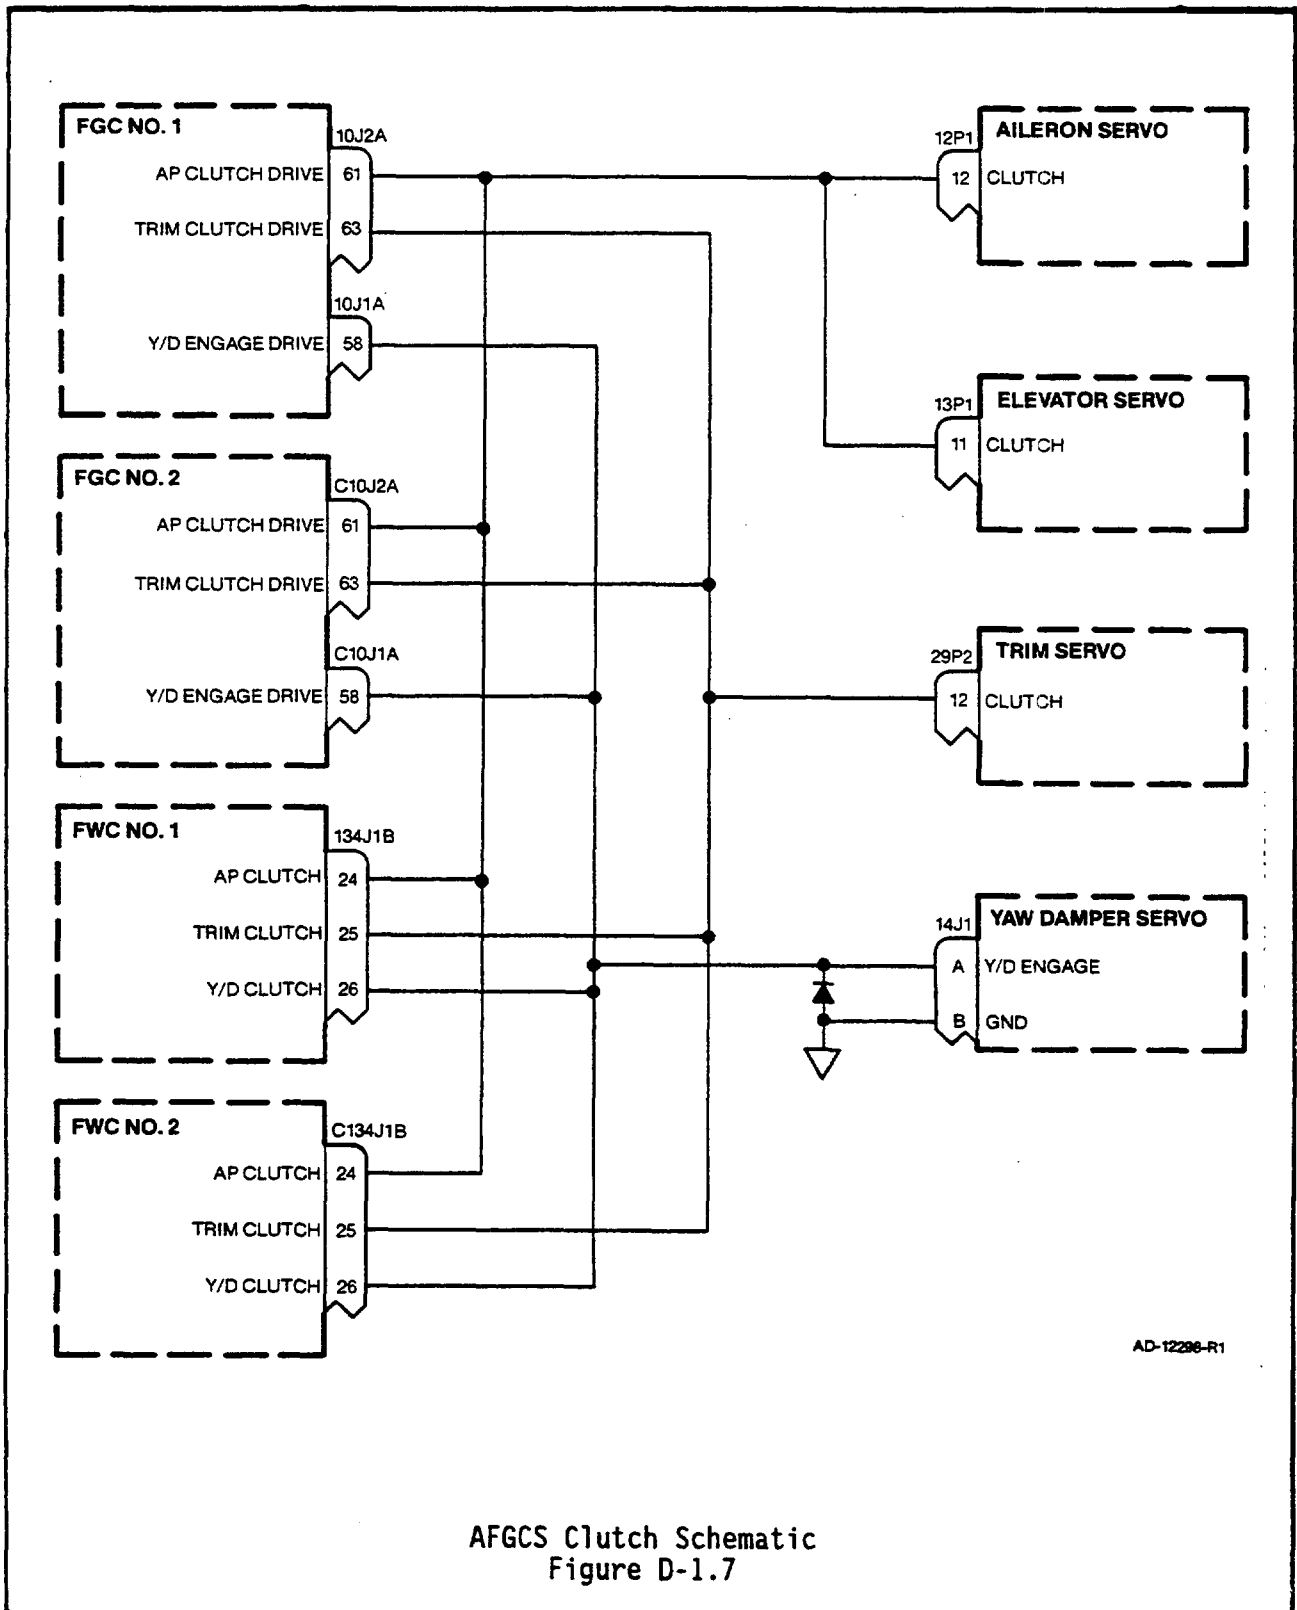 FGC NO. 1
10J2A
AP CLUTCH DRIVE 61
TRIM CLUTCH DRIVE 63
10J1A
Y/D ENGAGE DRIVE 58
FGC NO. 2
C10J2A
AP CLUTCH DRIVE 61
TRIM CLUTCH DRIVE 63
C10J1A
Y/D ENGAGE DRIVE 58
FWC NO. 1
134J1B
AP CLUTCH 24
TRIM CLUTCH 25
Y/D CLUTCH 26
FWC NO. 2
C134J1B
AP CLUTCH 24
TRIM CLUTCH 25
Y/D CLUTCH 26
AILERON SERVO
12P1
12 CLUTCH
ELEVATOR SERVO
13P1
11 CLUTCH
TRIM SERVO
29P2
12 CLUTCH
YAW DAMPER SERVO
14J1
A Y/D ENGAGE
B GND
AD-12298-R1
AFGCS Clutch Schematic
Figure D-1.7